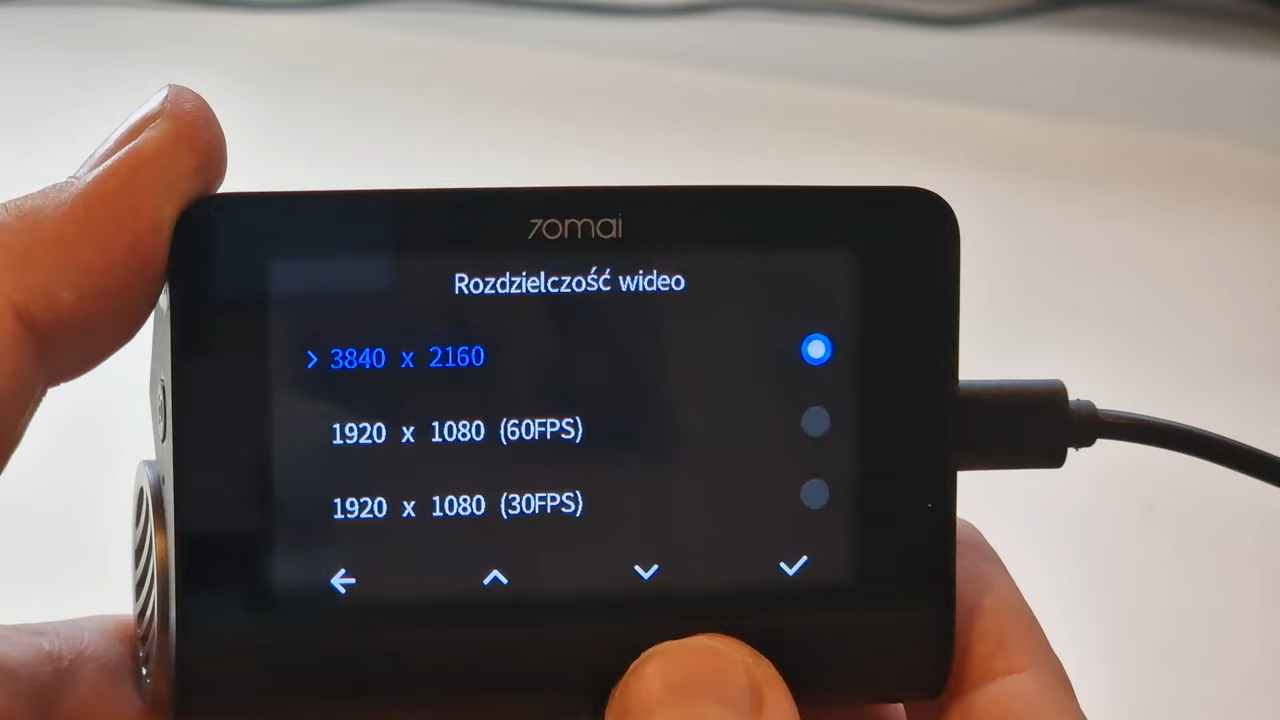 70mai
Rozdzielczość wideo
> 3840 x 2160
1920 x 1080 (60FPS)
1920 x 1080 (30FPS)